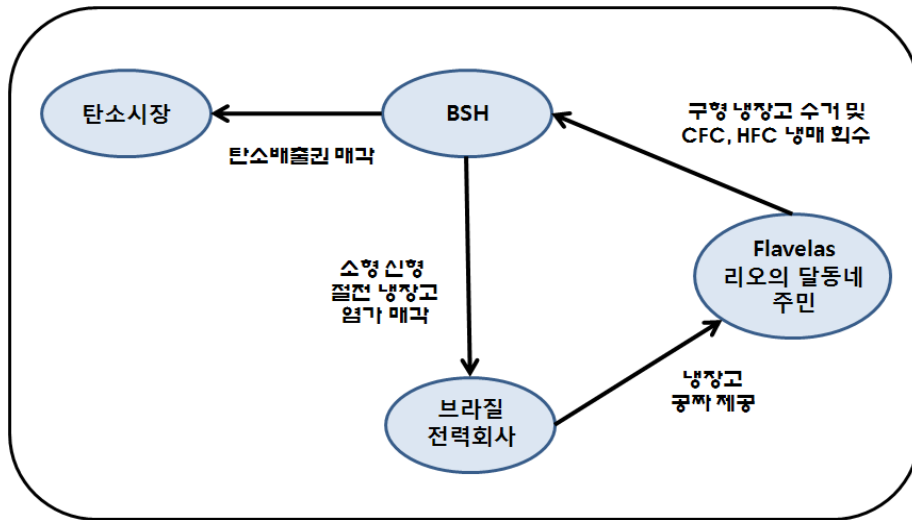 탄소시장
BSH
구형 냉장고 수거 및
CFC, HFC 냉매 회수
탄소배출권 매각
Flavelas
리오의 달동네
주민
소형 신형
절전 냉장고
염가 매각
냉장고
공짜 제공
브라질
전력회사